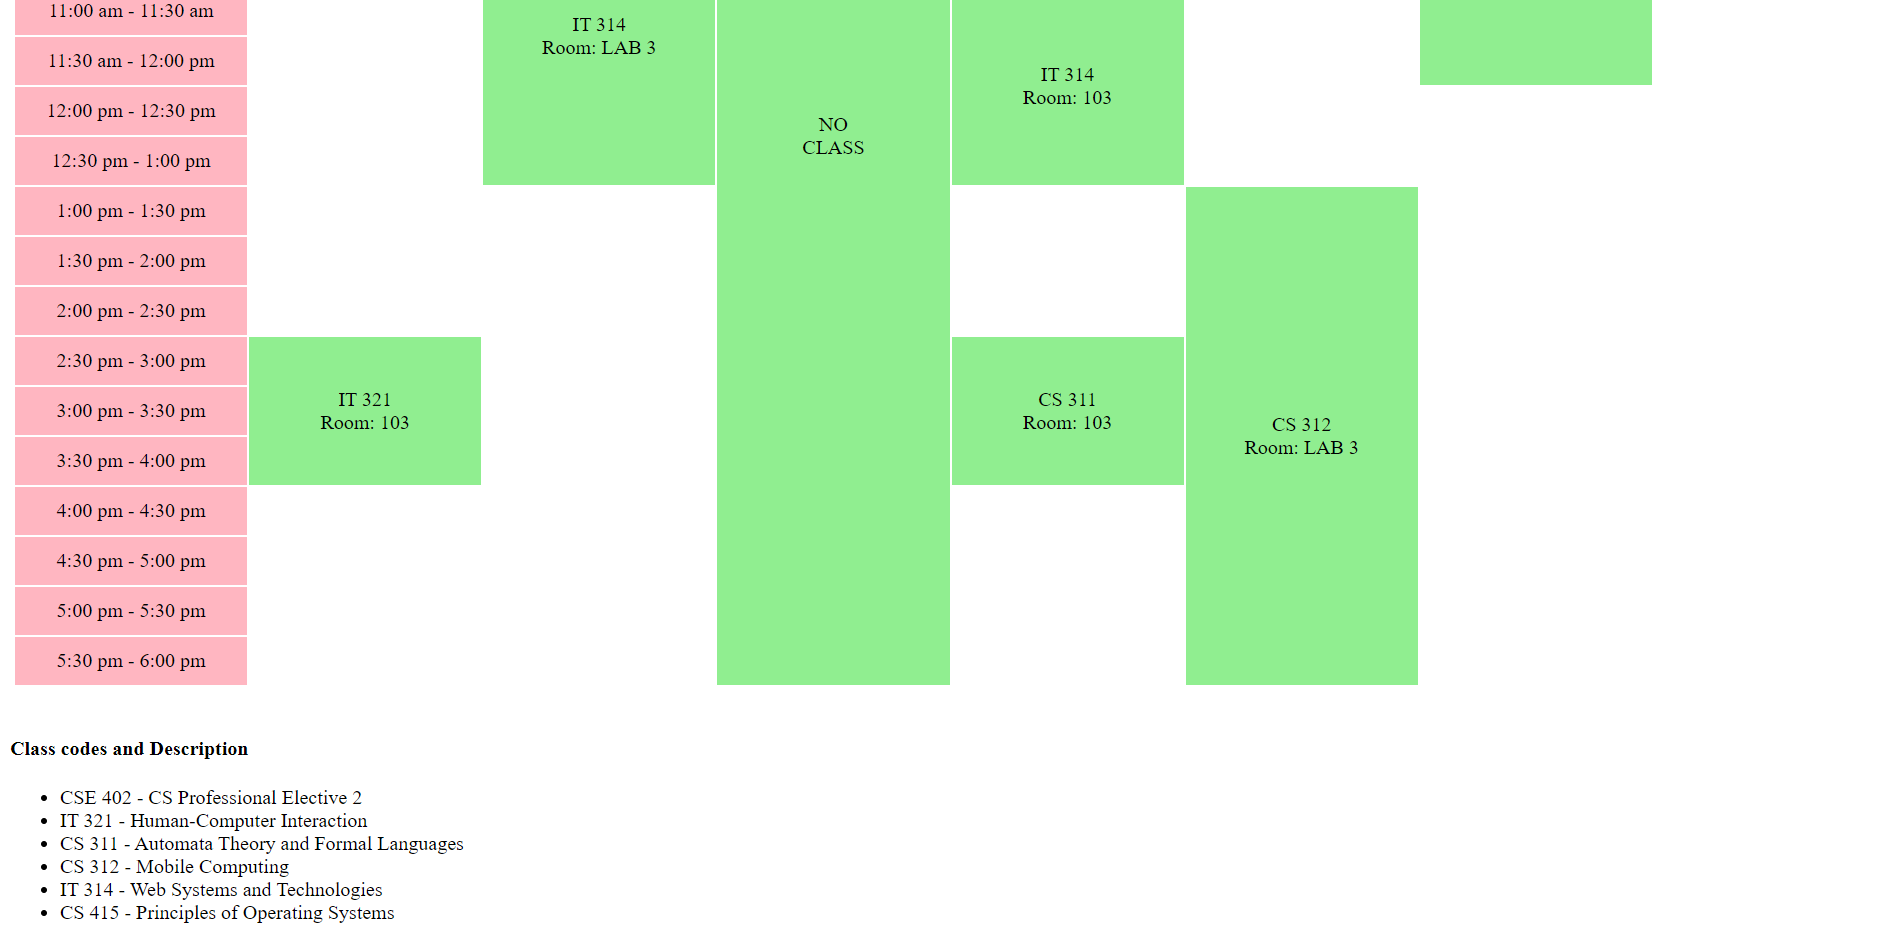 11:00 am - 11:30 am
IT 314
Room: LAB 3
11:30 am - 12:00 pm
IT 314
Room: 103
12:00 pm - 12:30 pm
NO
CLASS
12:30 pm - 1:00 pm
1:00 pm - 1:30 pm
1:30 pm - 2:00 pm
2:00 pm - 2:30 pm
2:30 pm - 3:00 pm
IT 321
Room: 103
CS 311
Room: 103
3:00 pm - 3:30 pm
CS 312
Room: LAB 3
3:30 pm - 4:00 pm
4:00 pm - 4:30 pm
4:30 pm - 5:00 pm
5:00 pm - 5:30 pm
5:30 pm - 6:00 pm
Class codes and Description
• CSE 402 - CS Professional Elective 2
• IT 321 - Human-Computer Interaction
• CS 311 - Automata Theory and Formal Languages
• CS 312 - Mobile Computing
• IT 314 - Web Systems and Technologies
• CS 415 - Principles of Operating Systems